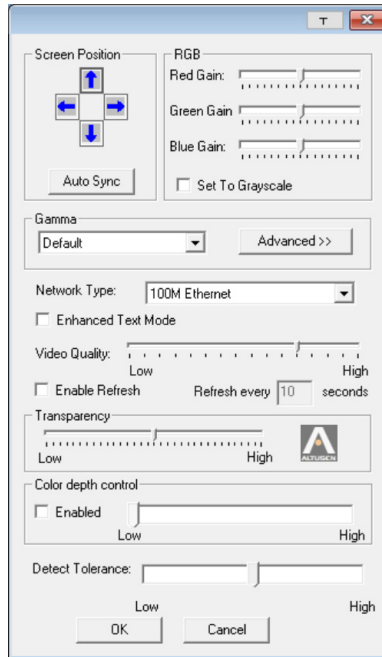 T
Screen Position
RGB
Red Gain:
Green Gain
Blue Gain:
Auto Sync
Set To Grayscale
Gamma
Default
Advanced >>
Network Type:
100M Ethernet
Enhanced Text Mode
Video Quality:
Low High
Enable Refresh Refresh every 10 seconds
Transparency
Low High
ALTUGEN
Color depth control
Enabled
Low High
Detect Tolerance:
Low High
OK Cancel